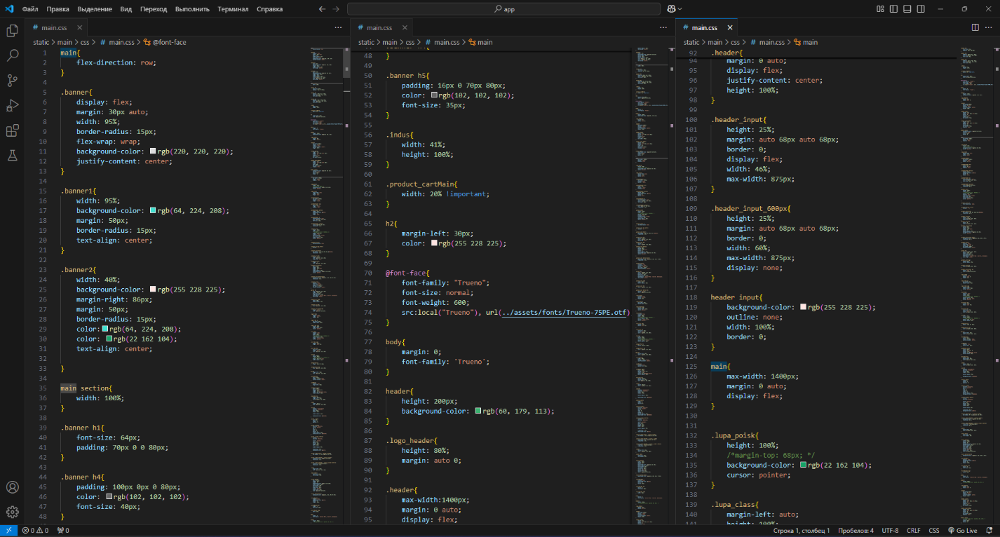 Файл Правка Выделение Вид Переход Выполнить Терминал Справка
app
# main.css
static > main > css > # main.css > @font-face
1 main{
2 flex-direction: row;
3 }
4
5 .banner{
6 display: flex;
7 margin: 30px auto;
8 width: 95%;
9 border-radius: 15px;
10 flex-wrap: wrap;
11 background-color: rgb(220, 220, 220);
12 justify-content: center;
13 }
14
15 .banner1{
16 width: 95%;
17 background-color: rgb(64, 224, 208);
18 margin: 50px;
19 border-radius: 15px;
20 text-align: center;
21 }
22
23 .banner2{
24 width: 40%;
25 background-color: rgb(255 228 225);
26 margin-right: 86px;
27 margin: 50px;
28 border-radius: 15px;
29 color: rgb(64, 224, 208);
30 color: rgb(22 162 104);
31 text-align: center;
32
33 }
34
35 main section{
36 width: 100%;
37 }
38
39 .banner h1{
40 font-size: 64px;
41 padding: 70px 0 0 80px;
42 }
43
44 .banner h4{
45 padding: 100px 0px 0 80px;
46 color: rgb(102, 102, 102);
47 font-size: 40px;
48 }
# main.css
static > main > css > # main.css > main
48 }
49
50 .banner h5{
51 padding: 16px 0 70px 80px;
52 color: rgb(102, 102, 102);
53 font-size: 35px;
54 }
55
56 .indus{
57 width: 41%;
58 height: 100%;
59 }
60
61 .product_cartMain{
62 width: 20% !important;
63 }
64
65 h2{
66 margin-left: 30px;
67 color: rgb(255 228 225);
68 }
69
70 @font-face{
71 font-family: "Trueno";
72 font-size: normal;
73 font-weight: 600;
74 src:local("Trueno"), url(../assets/fonts/Trueno-75PE.otf)
75 }
76
77 body{
78 margin: 0;
79 font-family: 'Trueno';
80 }
81
82 header{
83 height: 200px;
84 background-color: rgb(60, 179, 113);
85 }
86
87 .logo_header{
88 height: 80%;
89 margin: auto 0;
90 }
91
92 .header{
93 max-width:1400px;
94 margin: 0 auto;
95 display: flex;
# main.css
static > main > css > # main.css > main
92 .header{
94 margin: 0 auto;
95 display: flex;
96 justify-content: center;
97 height: 100%;
98 }
99
100 .header_input{
101 height: 25%;
102 margin: auto 68px auto 68px;
103 border: 0;
104 display: flex;
105 width: 46%;
106 max-width: 875px;
107 }
108
109 .header_input_600px{
110 height: 25%;
111 margin: auto 68px auto 68px;
112 border: 0;
113 width: 60%;
114 max-width: 875px;
115 display: none;
116 }
117
118 header input{
119 background-color: rgb(255 228 225);
120 outline: none;
121 width: 100%;
122 border: 0;
123 }
124
125 main{
126 max-width: 1400px;
127 margin: 0 auto;
128 display: flex;
129 }
130
131
132 .lupa_poisk{
133 height: 100%;
134 /*margin-top: 68px; */
135 background-color: rgb(22 162 104);
136 cursor: pointer;
137 }
138
139 .lupa_class{
140 margin-left: auto;
141 height: 100%;
0 0 0 Строка 1, столбец 1 Пробелов: 4 UTF-8 CRLF CSS Go Live